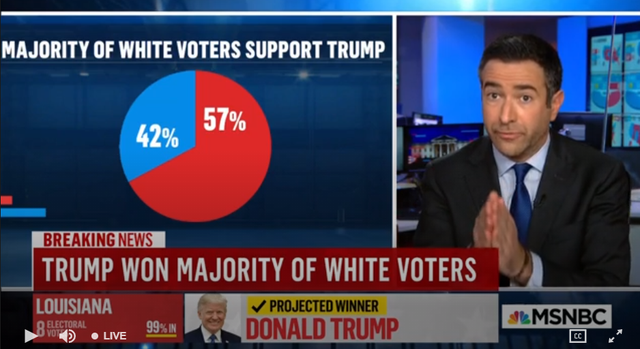 MAJORITY OF WHITE VOTERS SUPPORT TRUMP
42%
57%
BREAKING NEWS
TRUMP WON MAJORITY OF WHITE VOTERS
LOUISIANA
8 ELECTORAL
VOTES
99% IN
✓ PROJECTED WINNER
DONALD TRUMP
MSNBC
LIVE
CC